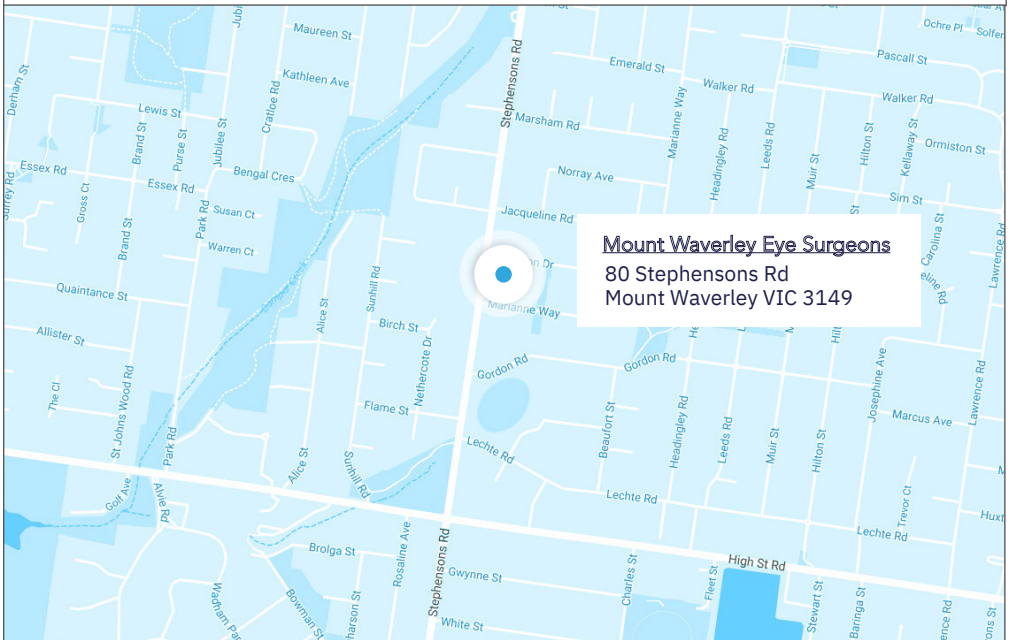 Maureen St
Stephensons Rd
Ochre Pl
Emerald St
Pascall St
Kathleen Ave
Walker Rd
Walker Rd
Derham St
Cratloe Rd
Lewis St
Marsham Rd
Marianne Way
Brand St
Purse St
Jubilee St
Headingley Rd
Leeds Rd
Hilton St
Kellaway St
Ormiston St
Essex Rd
Bengal Cres
Norray Ave
Muir St
Essex Rd
Gross Ct
Sim St
Park Rd
Susan Ct
Jacqueline Rd
Brand St
Warren Ct
Carolina St
Lawrence Rd
Mount Waverley Eye Surgeons
80 Stephensons Rd
Mount Waverley VIC 3149
Quaintance St
Sunhill Rd
Alice St
Marianne Way
Birch St
Allister St
Nethercote Dr
Gordon Rd
Gordon Rd
Josephine Ave
The Cl
St Johns Wood Rd
Flame St
Beaufort St
Headingley Rd
Leeds Rd
Muir St
Hilton St
Marcus Ave
Lawrence Rd
Park Rd
Alice St
Sunhill Rd
Lechte Rd
Golf Ave
Alvie Rd
Lechte Rd
Trevor Ct
Lechte Rd
Brolga St
Rosaline Ave
Stephensons Rd
High St Rd
Gwynne St
Charles St
Fleet St
Bowman St
Stewart St
Baringa St
White St